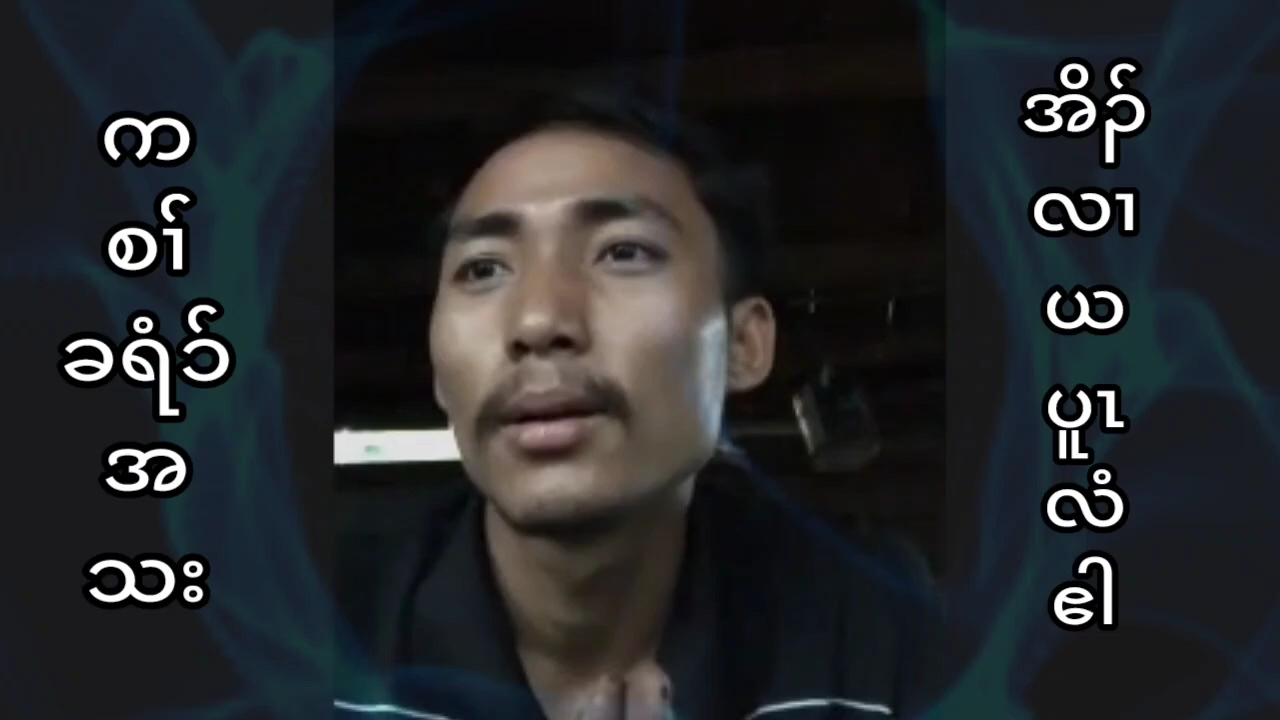 က
စၢ်
ခရံာ်
အ
သး
အိၣ်
လၢ
ယ
ပူၤ
လံ
ဧါ